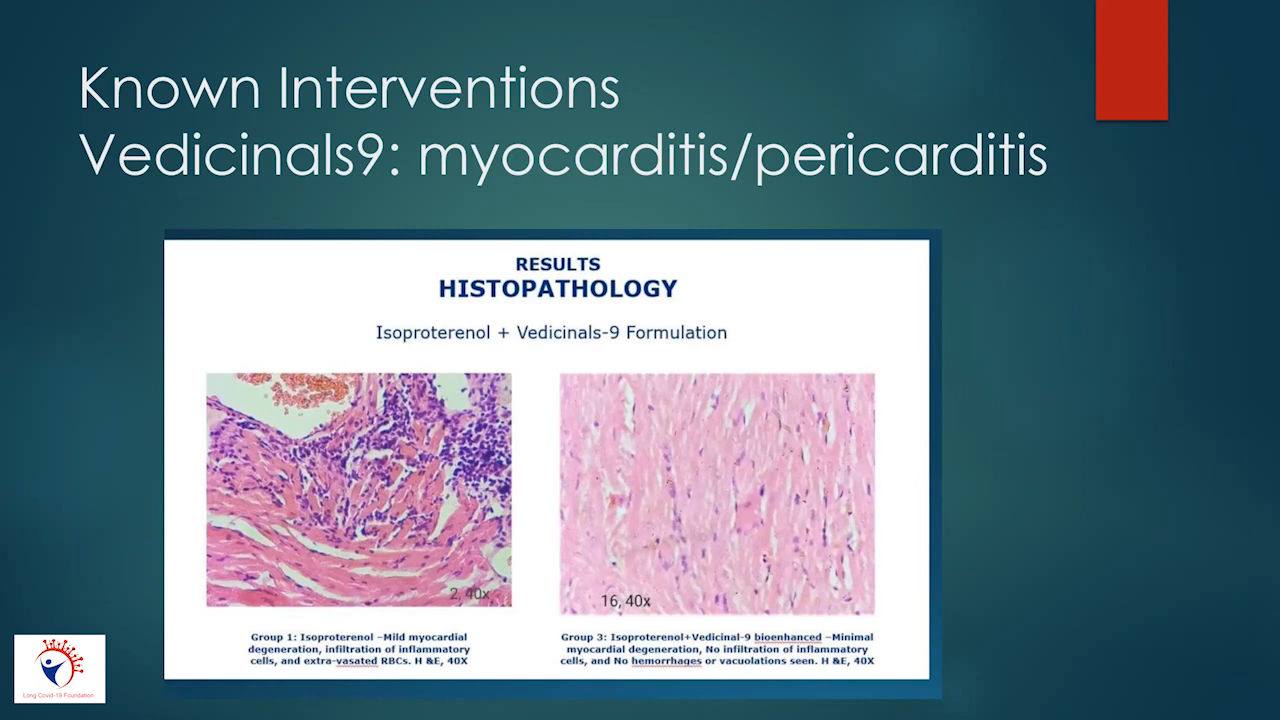 Known Interventions
Vedicinals9: myocarditis/pericarditis
RESULTS
HISTOPATHOLOGY
Isoproterenol + Vedicinals-9 Formulation
2, 40x
16, 40x
Group 1: Isoproterenol –Mild myocardial
degeneration, infiltration of inflammatory
cells, and extra-vasated RBCs. H &E, 40X
Group 3: Isoproterenol+Vedicinal-9 bioenhanced –Minimal
myocardial degeneration, No infiltration of inflammatory
cells, and No hemorrhages or vacuolations seen. H &E, 40X
Long Covid-19 Foundation